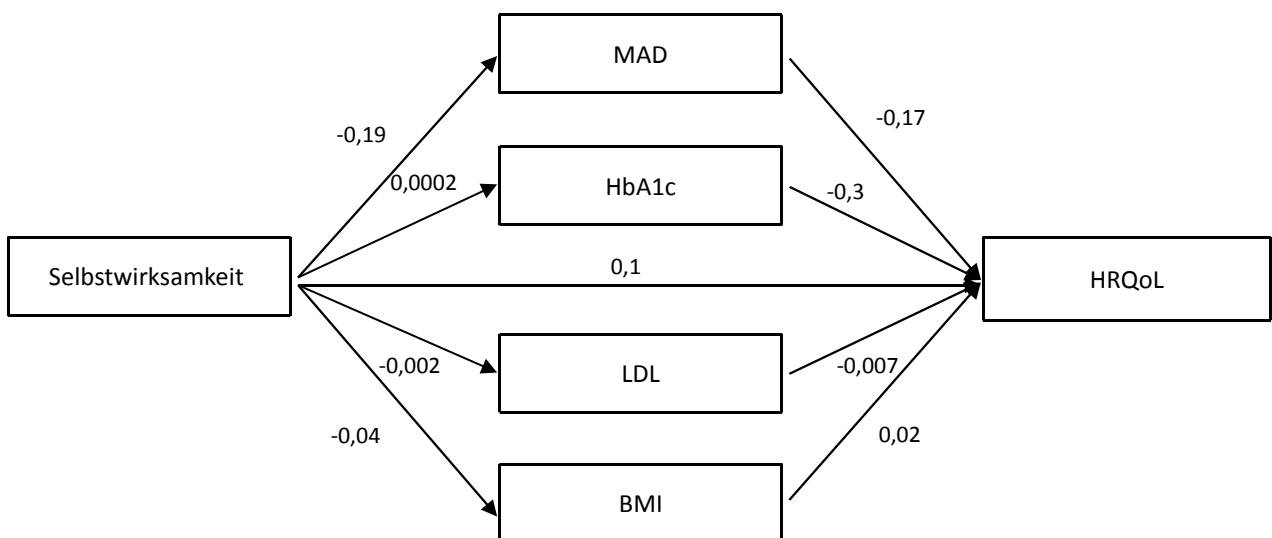 MAD
-0,19
-0,17
0,0002
HbA1c
-0,3
Selbstwirksamkeit
0,1
HRQoL
-0,002
LDL
-0,007
-0,04
0,02
BMI